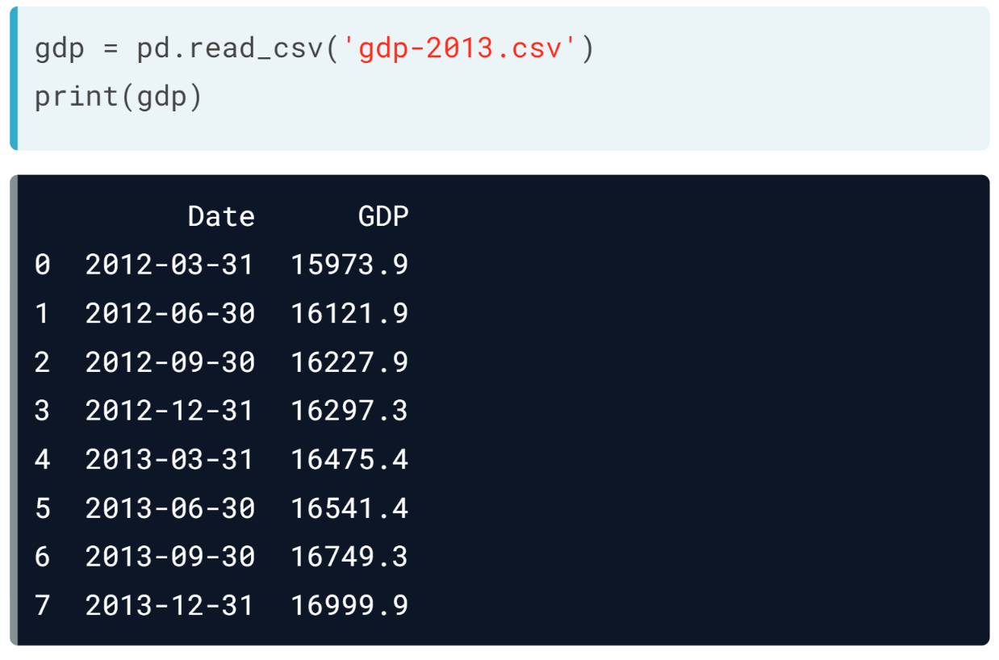 gdp = pd.read_csv('gdp-2013.csv')
print(gdp)
Date GDP
0 2012-03-31 15973.9
1 2012-06-30 16121.9
2 2012-09-30 16227.9
3 2012-12-31 16297.3
4 2013-03-31 16475.4
5 2013-06-30 16541.4
6 2013-09-30 16749.3
7 2013-12-31 16999.9